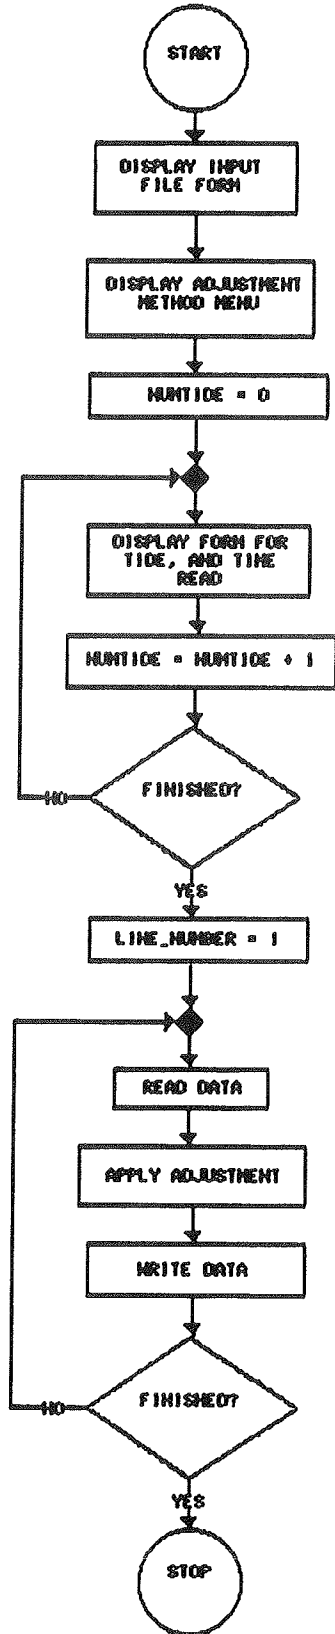 START
DISPLAY INPUT
FILE FORM
DISPLAY ADJUSTMENT
METHOD MENU
NUMTIDE = 0
DISPLAY FORM FOR
TIDE, AND TIME
READ
NUMTIDE = NUMTIDE + 1
FINISHED?
NO
YES
LINE_NUMBER = 1
READ DATA
APPLY ADJUSTMENT
WRITE DATA
FINISHED?
NO
YES
STOP